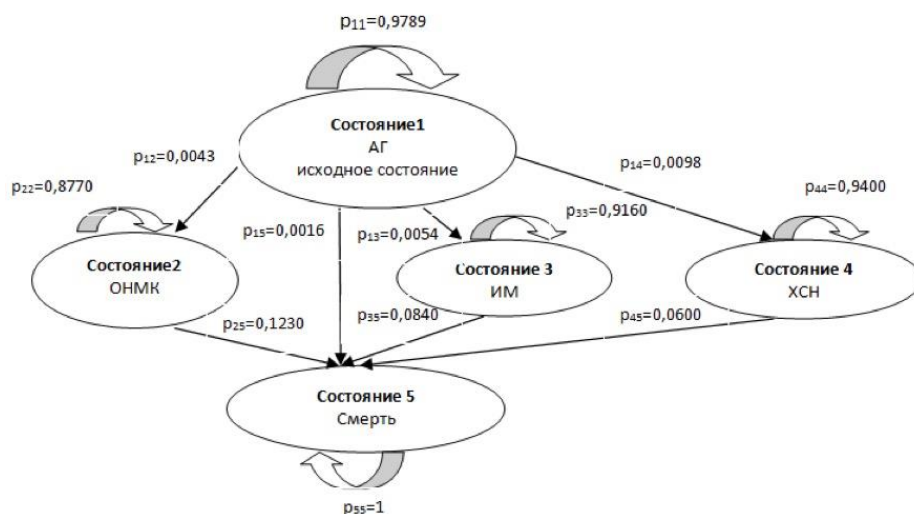 p₁₁=0,9789
Состояние1
АГ
исходное состояние
p₁₂=0,0043
p₁₄=0,0098
p₂₂=0,8770
p₄₄=0,9400
p₃₃=0,9160
p₁₅=0,0016
p₁₃=0,0054
Состояние2
ОНМК
Состояние 3
ИМ
Состояние 4
ХСН
p₂₅=0,1230
p₃₅=0,0840
p₄₅=0,0600
Состояние 5
Смерть
p₅₅=1